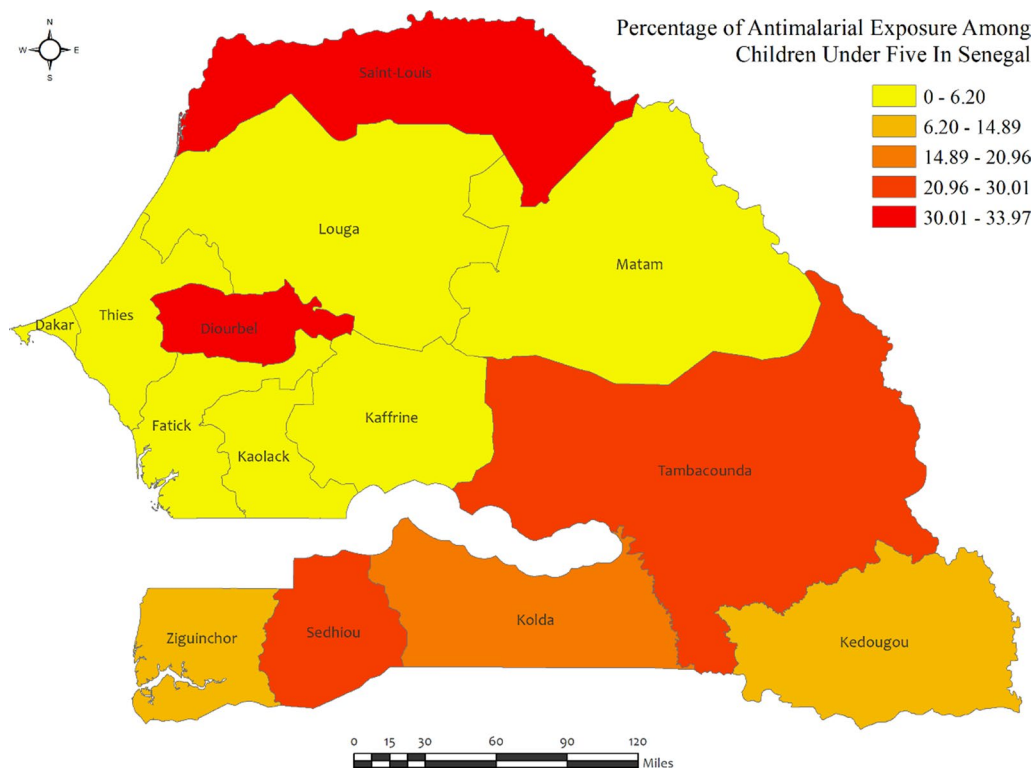 Percentage of Antimalarial Exposure Among
Children Under Five In Senegal
N
W E
S
0 - 6.20
6.20 - 14.89
14.89 - 20.96
20.96 - 30.01
30.01 - 33.97
Saint-Louis
Louga
Matam
Dakar
Thies
Diourbel
Fatick
Kaffrine
Kaolack
Tambacounda
Ziguinchor
Sedhiou
Kolda
Kedougou
0 15 30 60 90 120
Miles